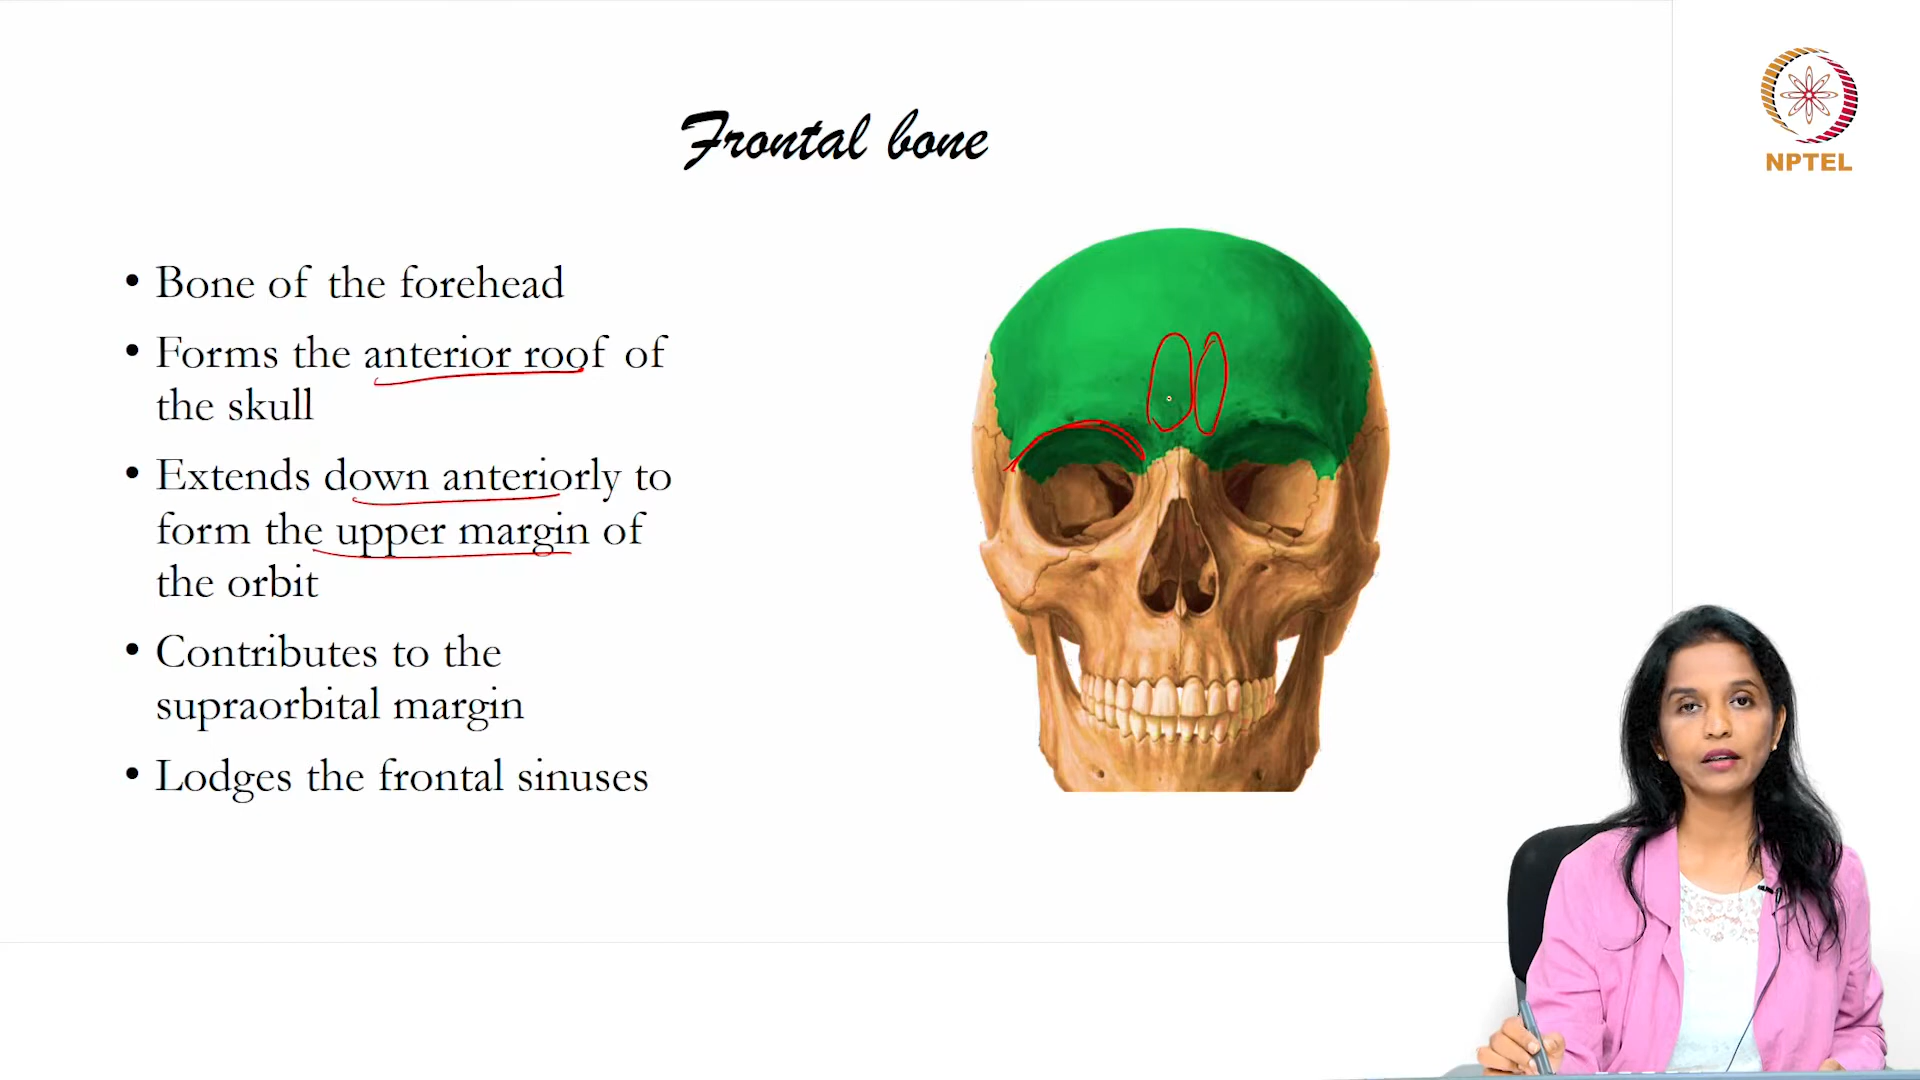 Frontal bone
NPTEL
• Bone of the forehead
• Forms the anterior roof of
the skull
• Extends down anteriorly to
form the upper margin of
the orbit
• Contributes to the
supraorbital margin
• Lodges the frontal sinuses